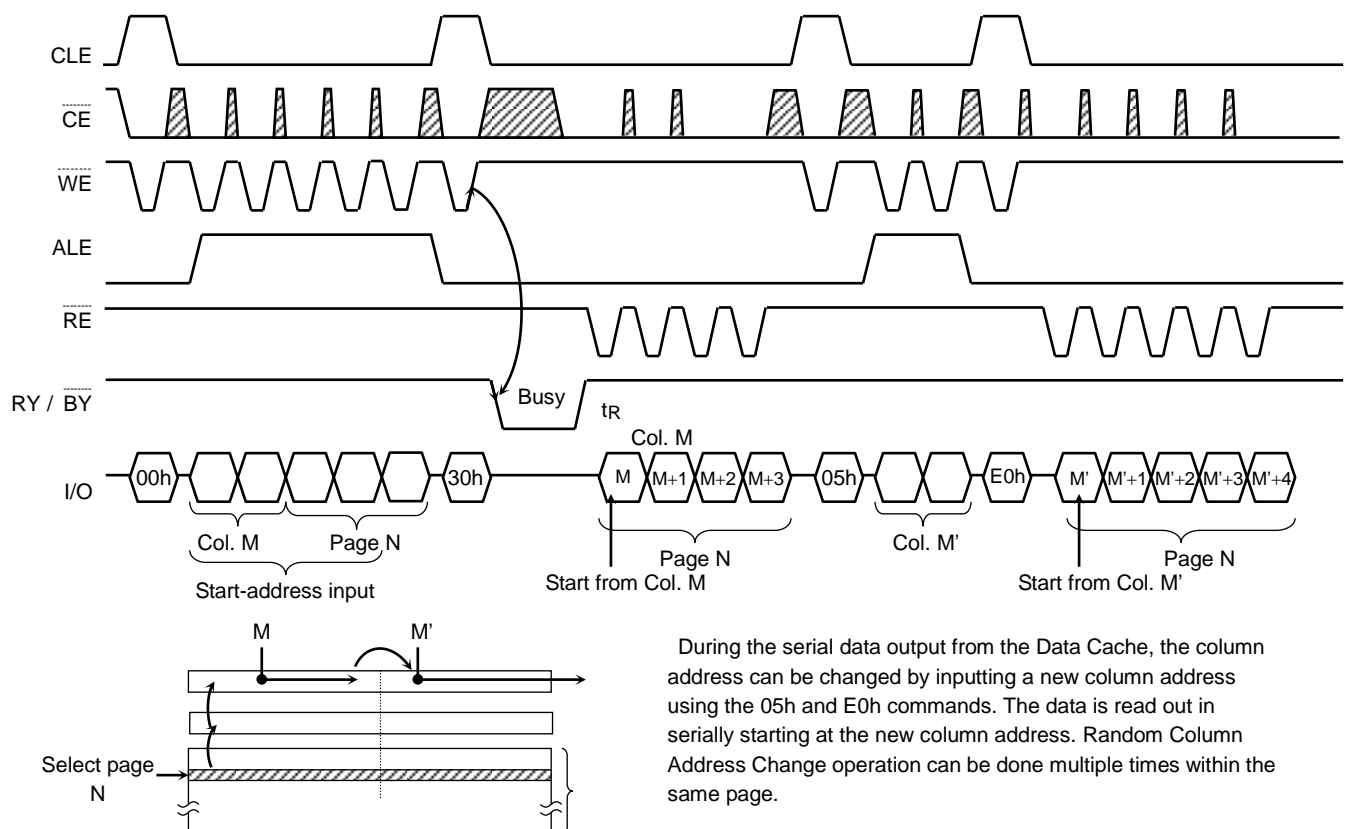 CLE
CE
WE
ALE
RE
RY / BY
Busy
tR
Col. M
I/O
00h
30h
M
M+1
M+2
M+3
05h
E0h
M'
M'+1
M'+2
M'+3
M'+4
Col. M
Page N
Page N
Col. M'
Page N
Start-address input
Start from Col. M
Start from Col. M'
M
M'
Select page
N
During the serial data output from the Data Cache, the column
address can be changed by inputting a new column address
using the 05h and E0h commands. The data is read out in
serially starting at the new column address. Random Column
Address Change operation can be done multiple times within the
same page.